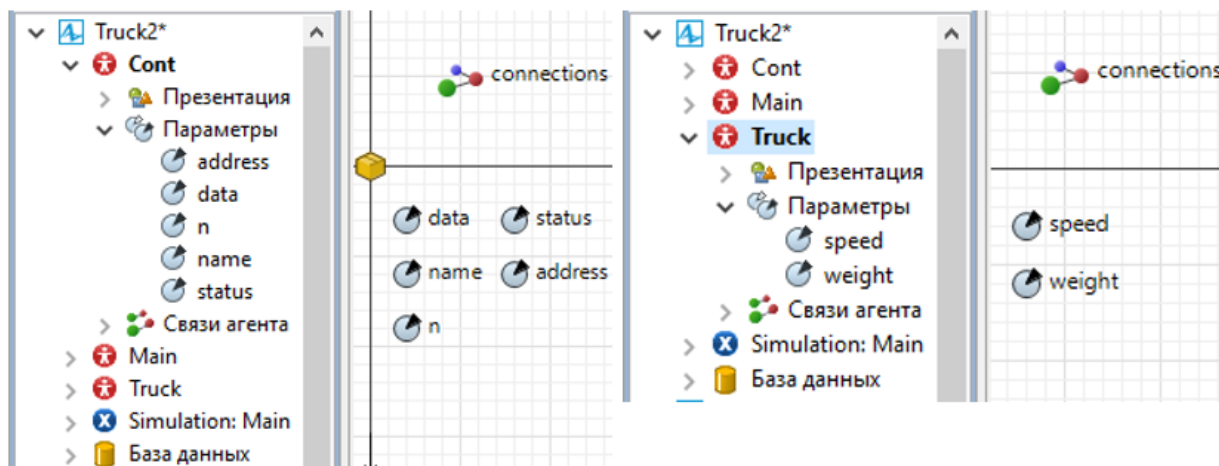 Truck2*
Cont
Презентация
Параметры
address
data
n
name
status
Связи агента
Main
Truck
Simulation: Main
База данных
connections
data
status
name
address
n
Truck2*
Cont
Main
Truck
Презентация
Параметры
speed
weight
Связи агента
Simulation: Main
База данных
connections
speed
weight